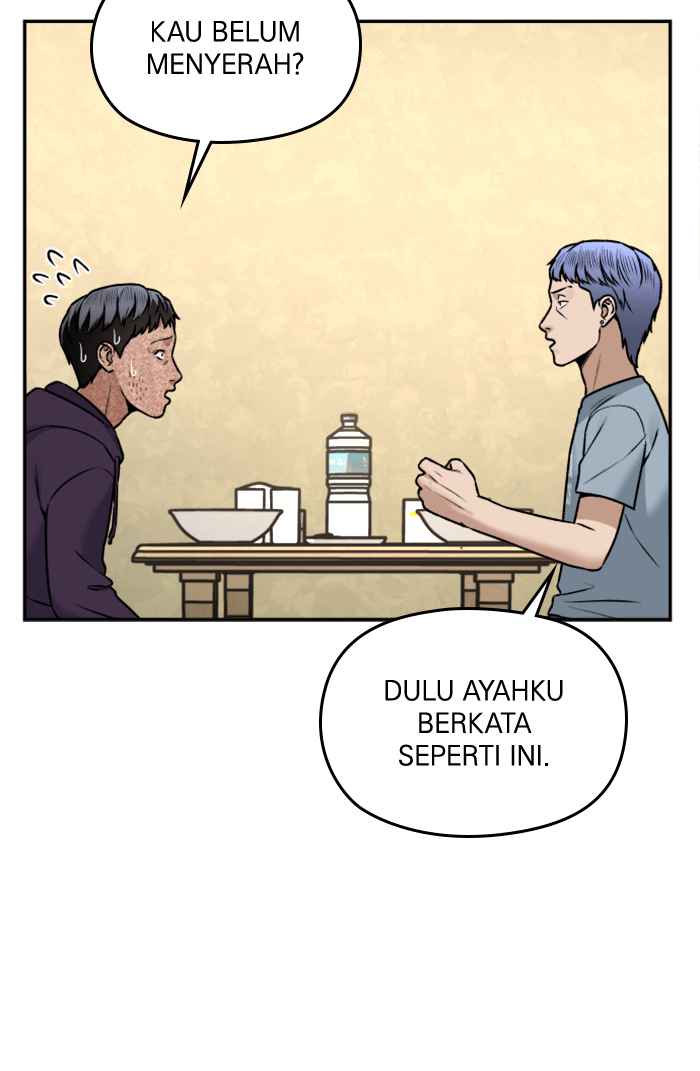 KAU BELUM
MENYERAH?
DULU AYAHKU
BERKATA
SEPERTI INI.